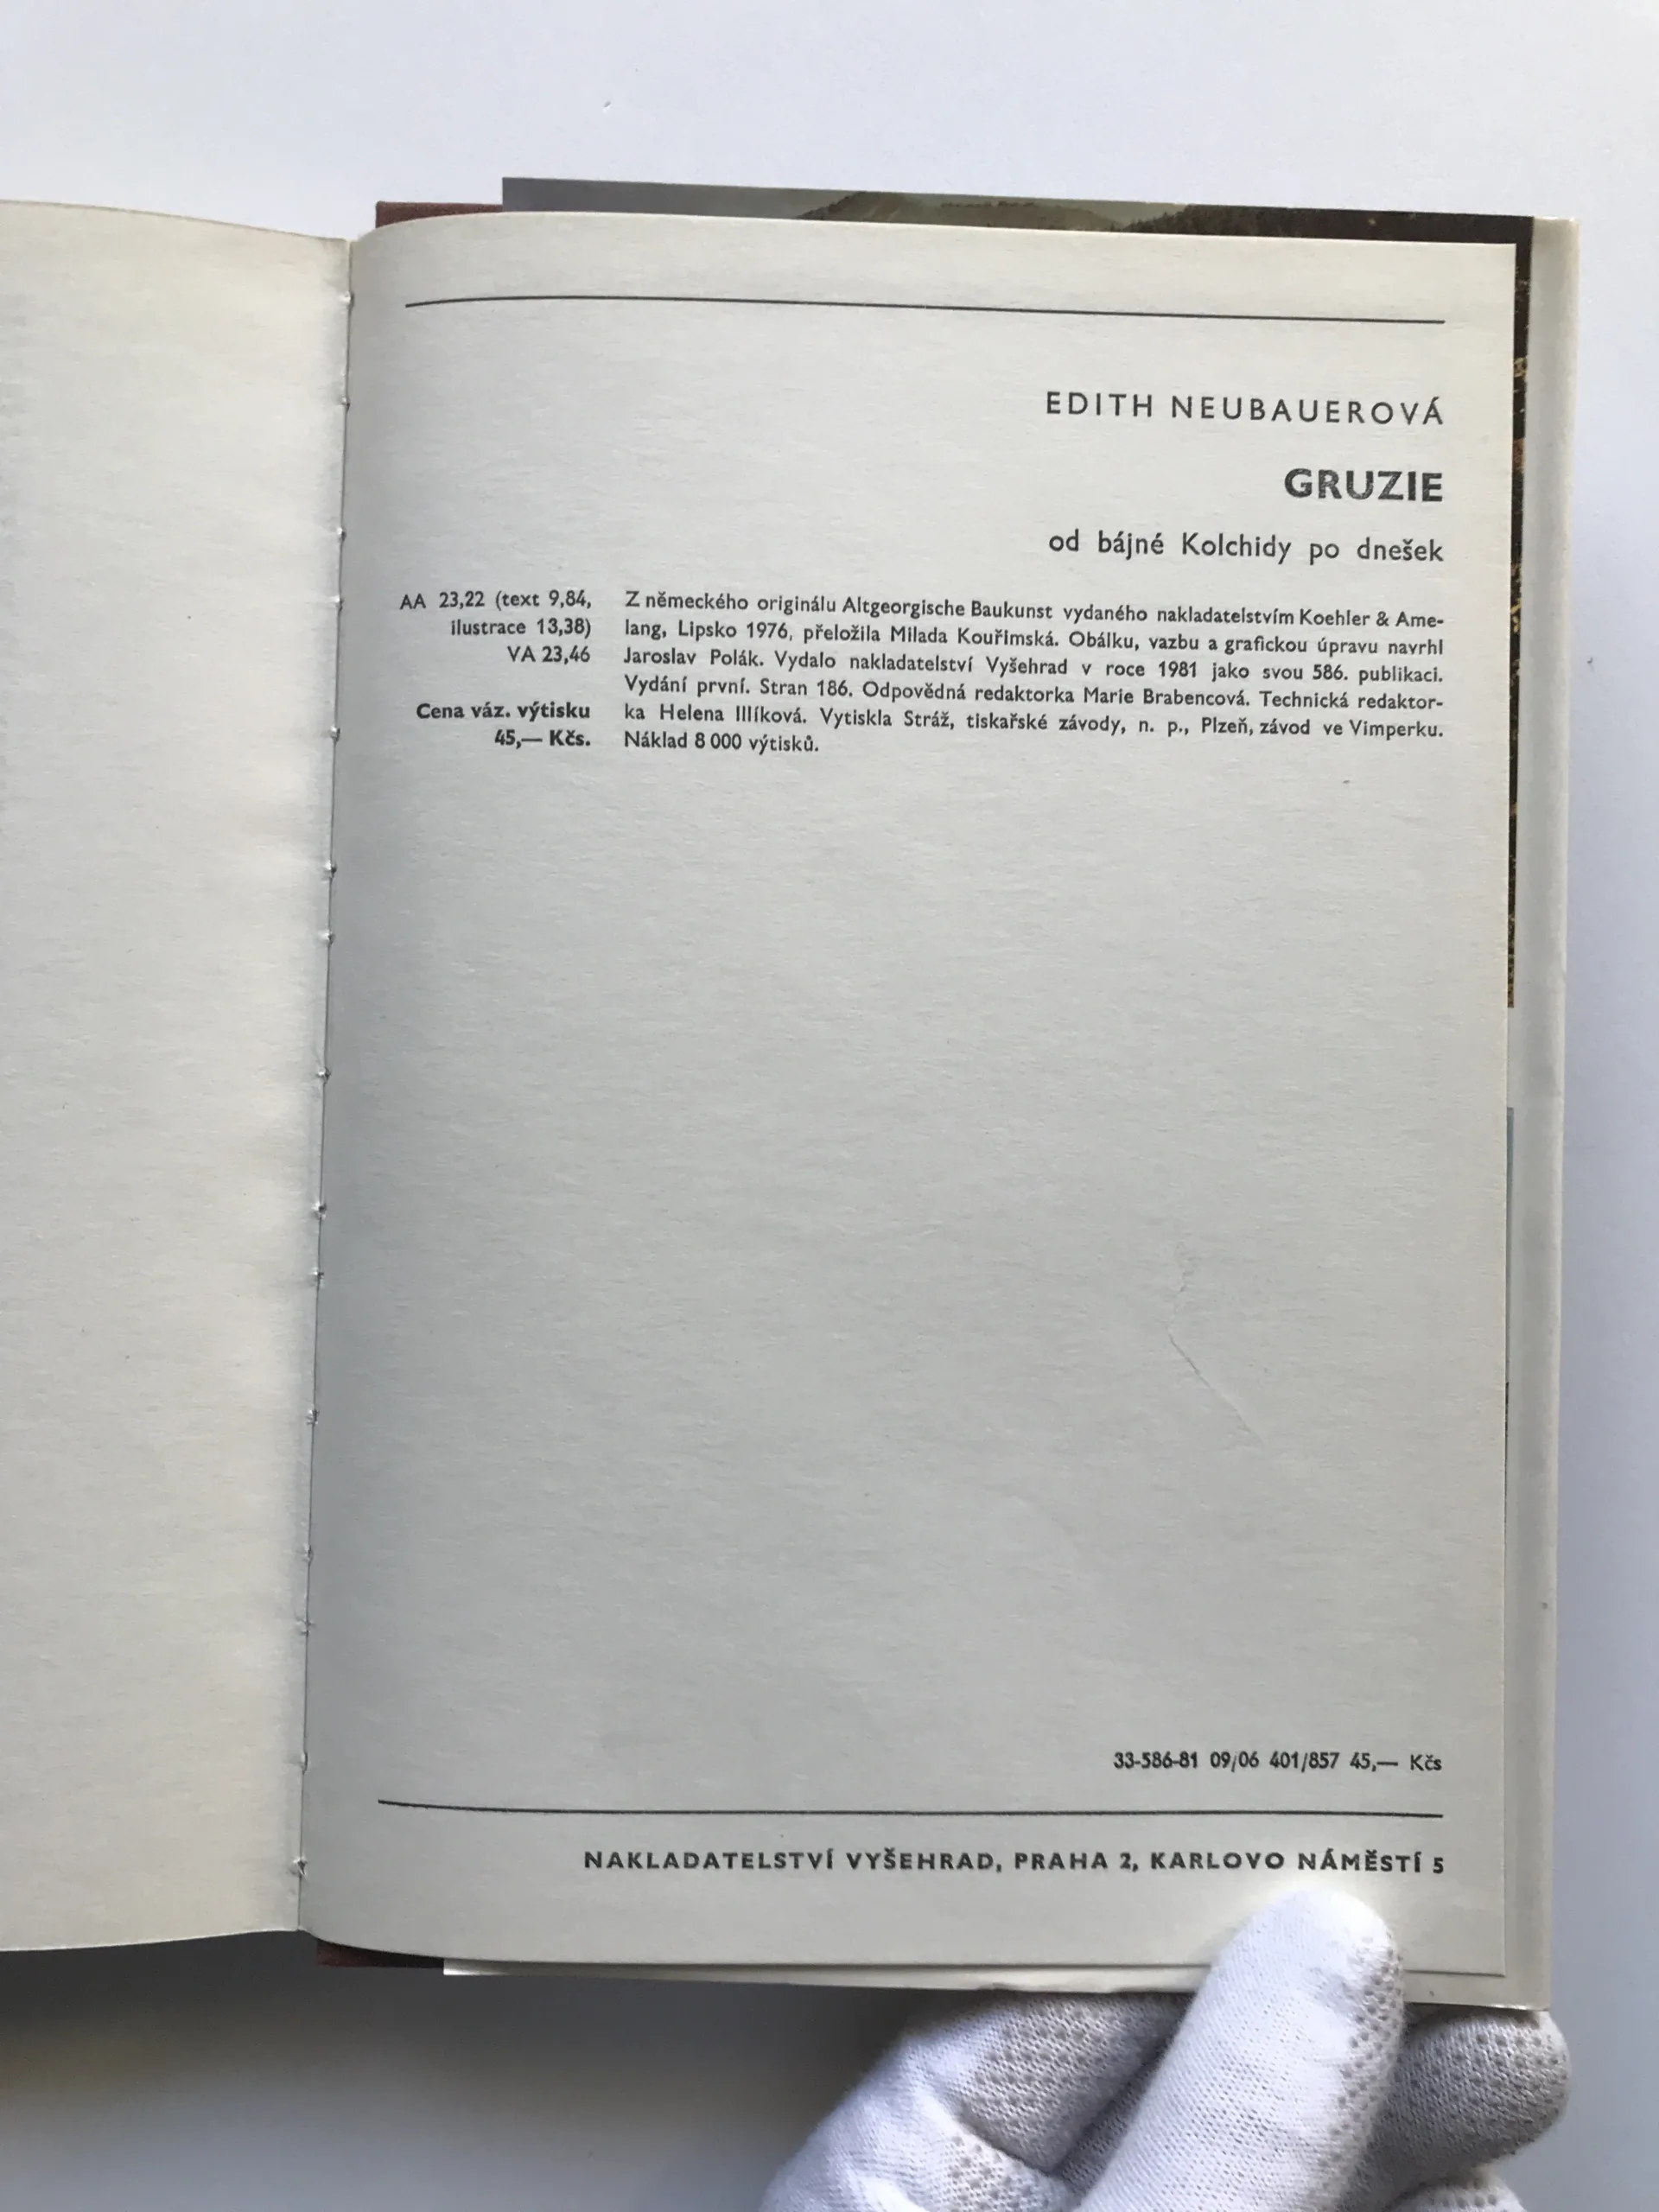 EDITH NEUBAUEROVÁ
GRUZIE
od bájné Kolchidy po dnešek
AA 23,22 (text 9,84,
ilustrace 13,38)
VA 23,46
Cena váz. výtisku
45,— Kčs.
Z německého originálu Altgeorgische Baukunst vydaného nakladatelstvím Koehler & Ame-
lang, Lipsko 1976, přeložila Milada Kouřimská. Obálku, vazbu a grafickou úpravu navrhl
Jaroslav Polák. Vydalo nakladatelství Vyšehrad v roce 1981 jako svou 586. publikaci.
Vydání první. Stran 186. Odpovědná redaktorka Marie Brabencová. Technická redaktor-
ka Helena Illíková. Vytiskla Stráž, tiskařské závody, n. p., Plzeň, závod ve Vimperku.
Náklad 8 000 výtisků.
33-586-81 09/06 401/857 45,— Kčs
NAKLADATELSTVÍ VYŠEHRAD, PRAHA 2, KARLOVO NÁMĚSTÍ 5